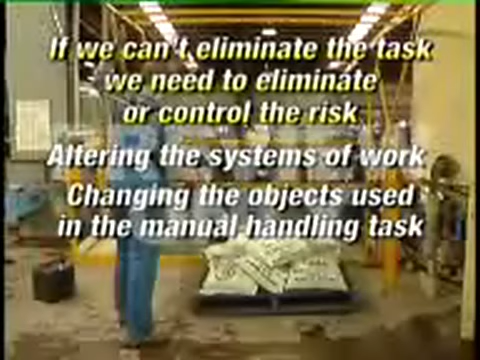 If we can't eliminate the task
we need to eliminate
or control the risk
Altering the systems of work
Changing the objects used
in the manual handling task